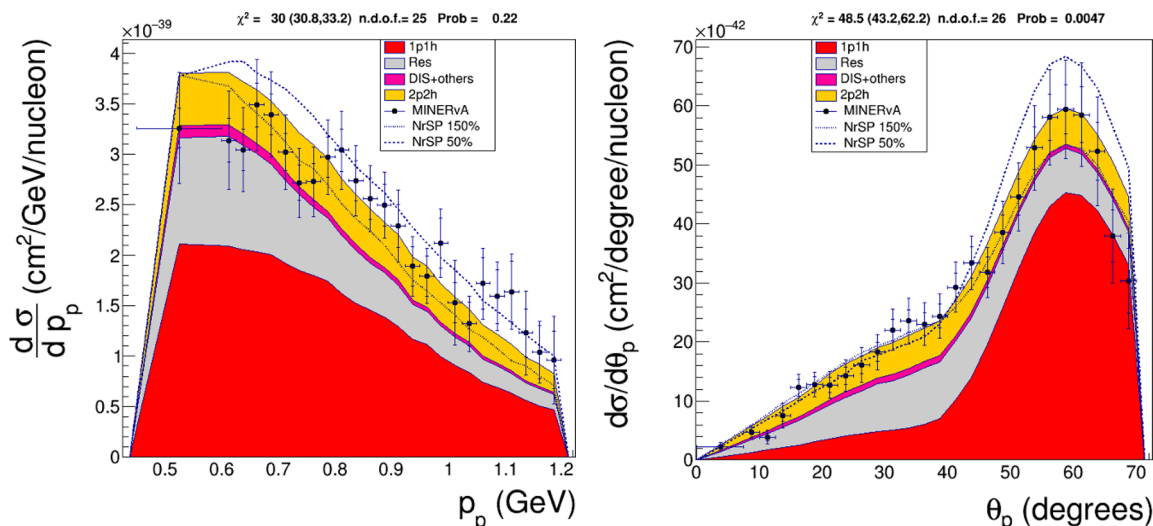 χ² = 30 (30.8,33.2) n.d.o.f.= 25 Prob = 0.22
×10⁻³⁹
4
3.5
3
2.5
2
1.5
1
0.5
0
dσ/dp_p (cm²/GeV/nucleon)
1p1h
Res
DIS+others
2p2h
MINERvA
NrSP 150%
NrSP 50%
0.5 0.6 0.7 0.8 0.9 1 1.1 1.2
p_p (GeV)
χ² = 48.5 (43.2,62.2) n.d.o.f. = 26 Prob = 0.0047
×10⁻⁴²
70
60
50
40
30
20
10
0
dσ/dθ_p (cm²/degree/nucleon)
1p1h
Res
DIS+others
2p2h
MINERvA
NrSP 150%
NrSP 50%
0 10 20 30 40 50 60 70
θ_p (degrees)